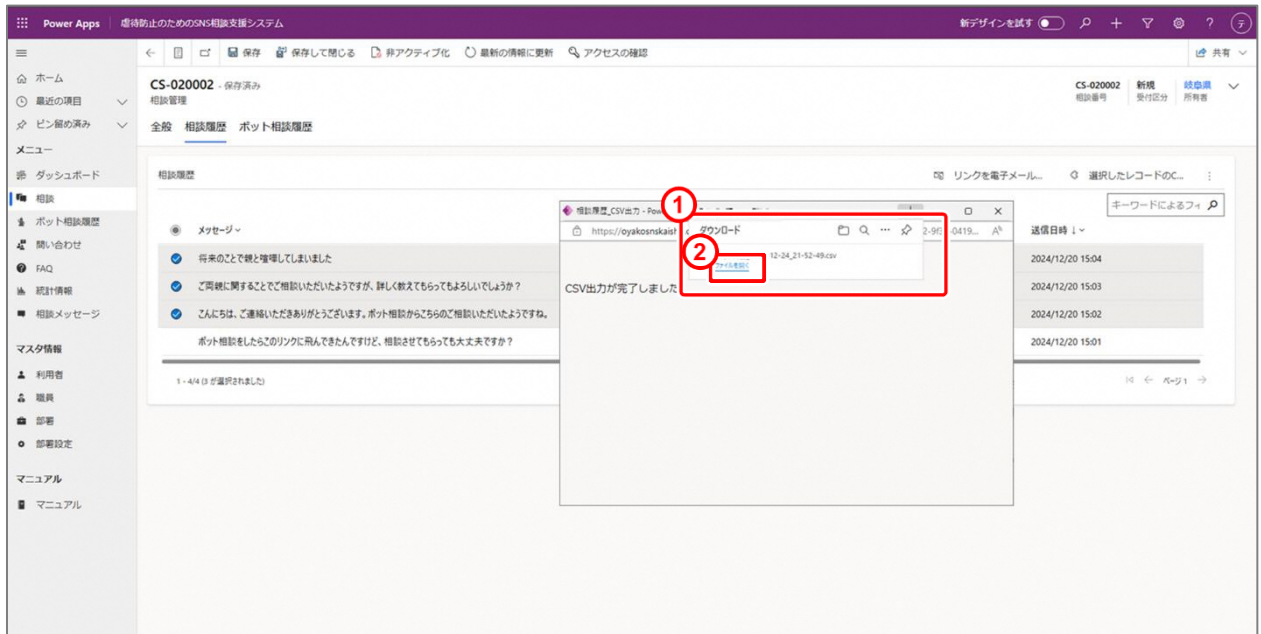 Power Apps 虐待防止のためのSNS相談支援システム 新デザインを試す ?
テ
保存 保存して閉じる 非アクティブ化 最新の情報に更新 アクセスの確認 共有
ホーム
最近の項目
ピン留め済み
メニュー
ダッシュボード
相談
ボット相談履歴
問い合わせ
FAQ
統計情報
相談メッセージ
マスタ情報
利用者
職員
部署
部署設定
マニュアル
マニュアル
CS-020002 - 保存済み
相談管理
CS-020002 新規 岐阜県
相談番号 受付区分 所有者
全般 相談履歴 ボット相談履歴
相談履歴 リンクを電子メール... 選択したレコードのC...
キーワードによるフィ
メッセージ 送信日時
将来のことで親と喧嘩してしまいました 2024/12/20 15:04
ご両親に関することでご相談いただいたようですが、詳しく教えてもらってもよろしいでしょうか? 2024/12/20 15:03
こんにちは、ご連絡いただきありがとうございます。ボット相談からこちらのご相談いただいたようですね。 2024/12/20 15:02
ボット相談をしたらこのリンクに飛んできたんですけど、相談させてもらっても大丈夫ですか? 2024/12/20 15:01
1 - 4/4 (3 が選択されました) ページ 1
相談履歴_CSV出力 - Pow
https://oyakosnskaish 2-9f3 -0419...
1
ダウンロード
2
12-24_21-52-49.csv
ファイルを開く
CSV出力が完了しました